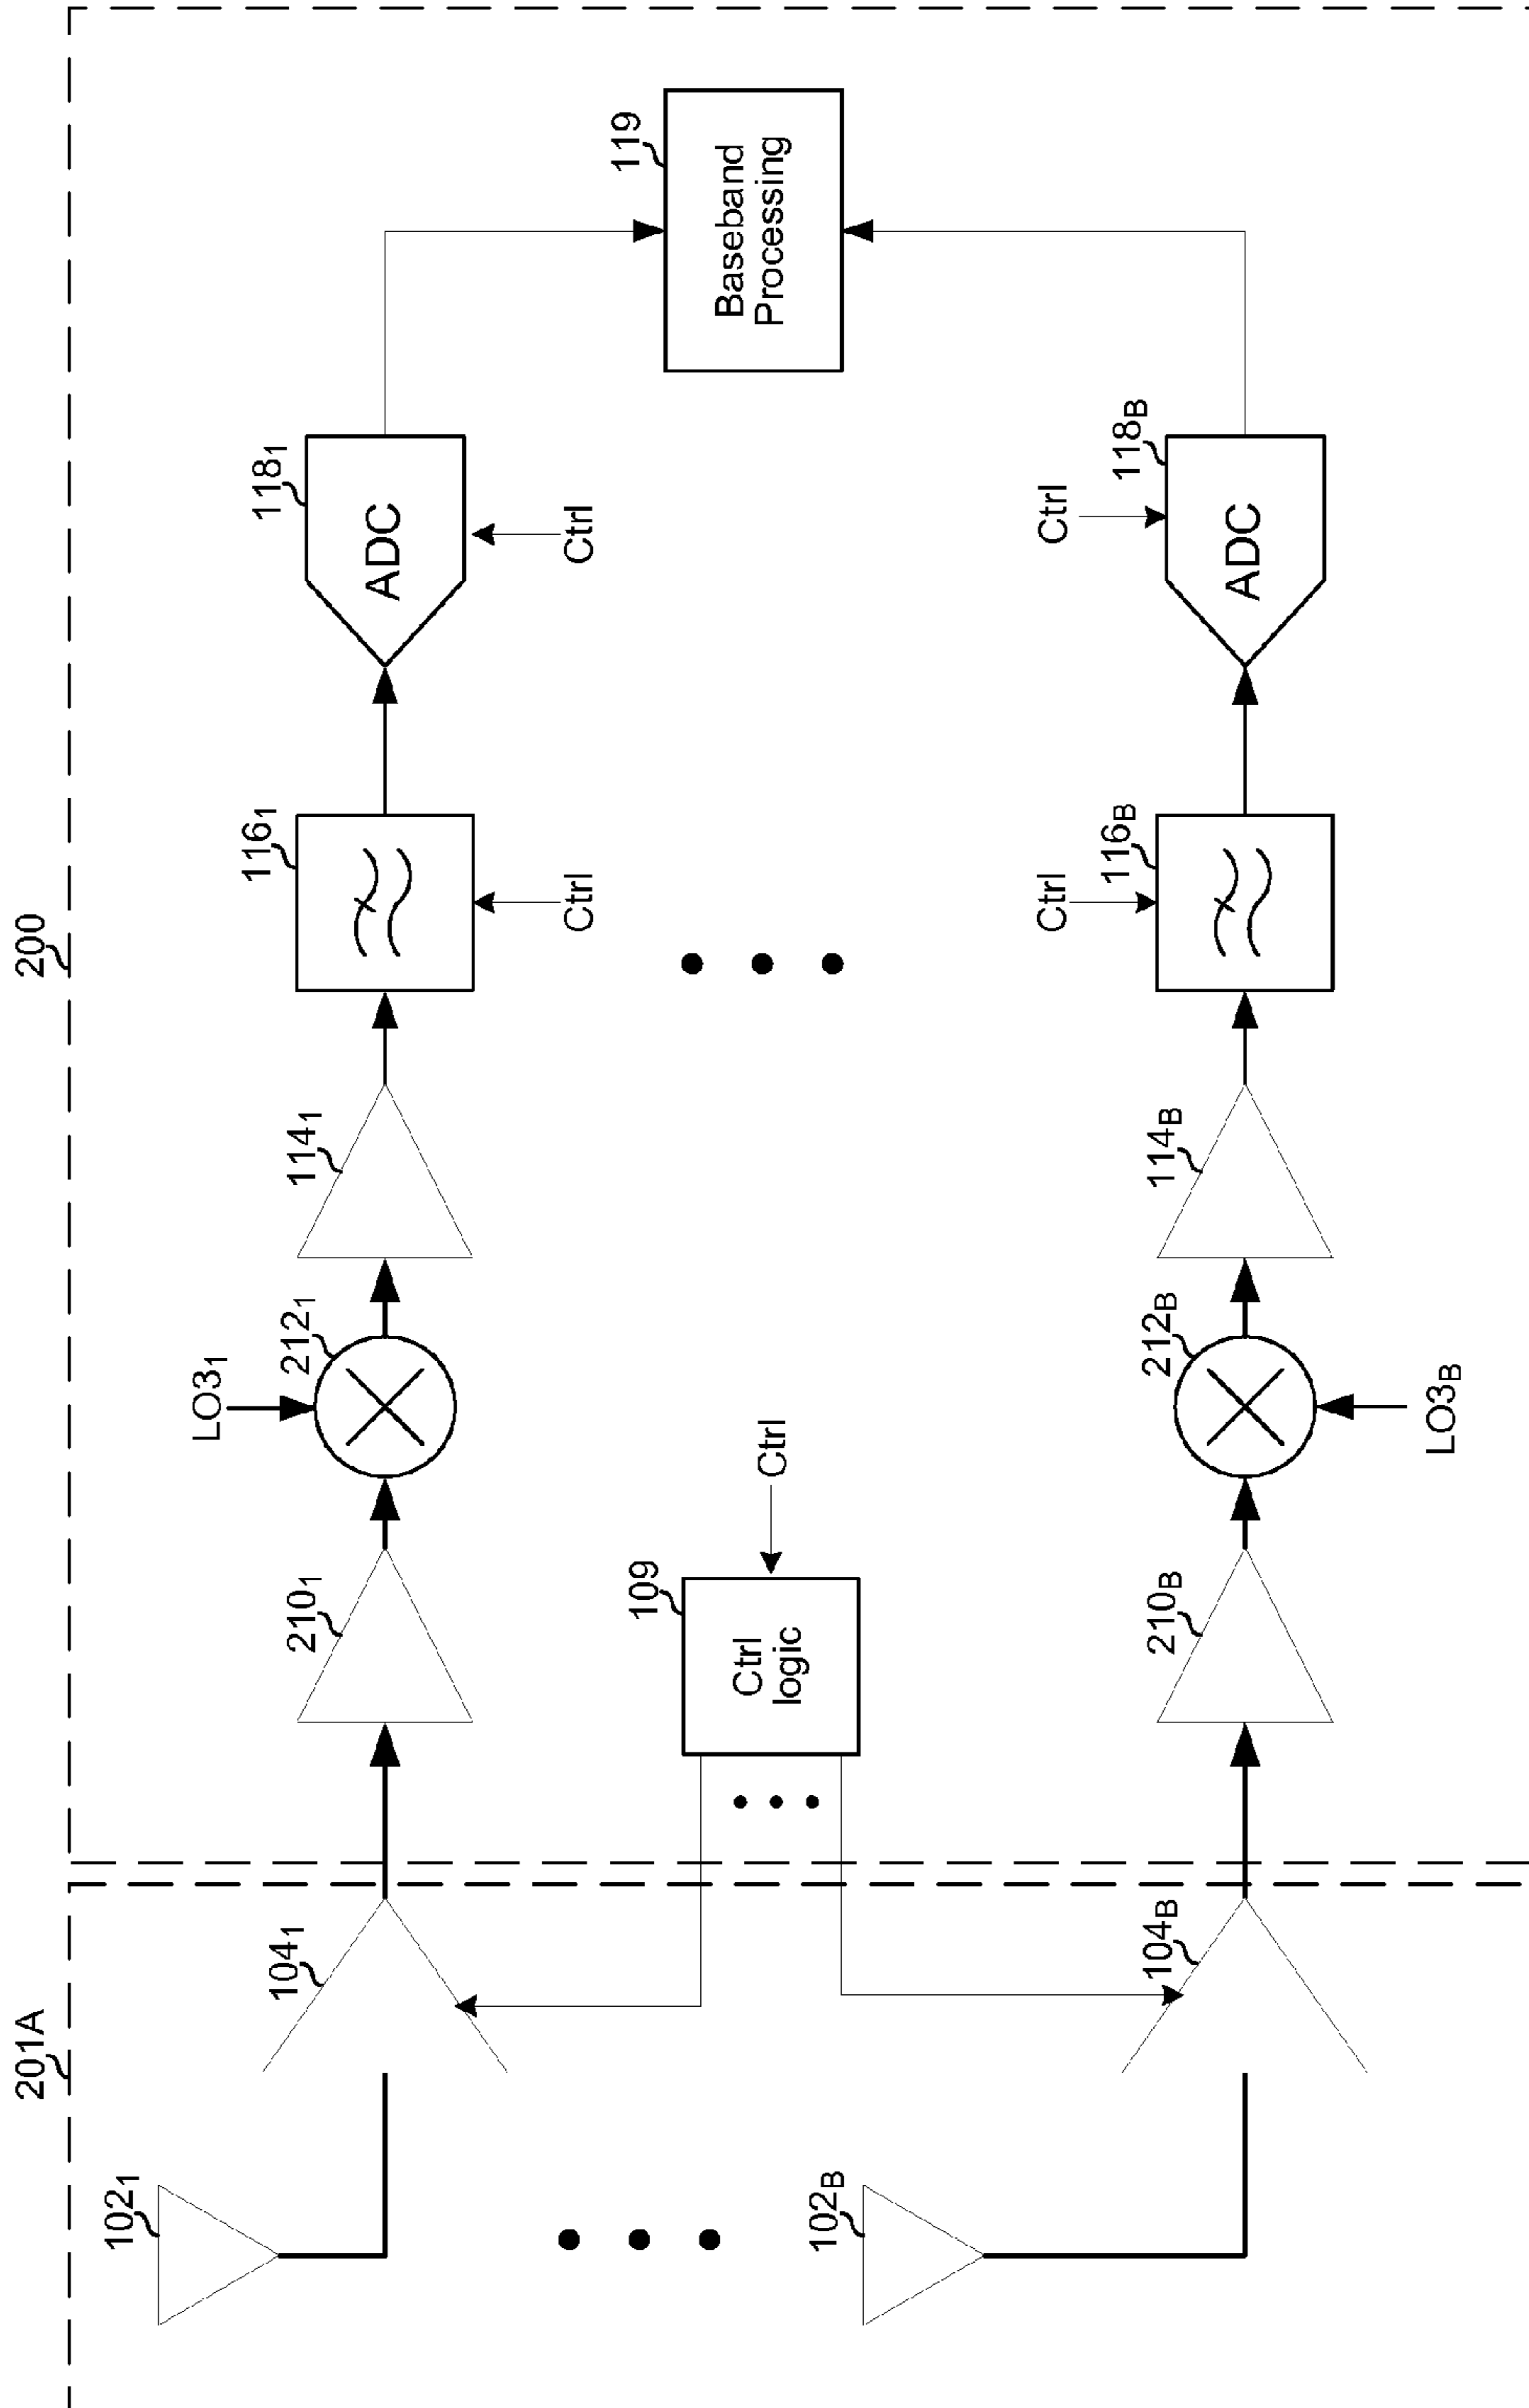 201A
200
102₁
104₁
210₁
LO3₁
212₁
114₁
116₁
Ctrl
118₁
ADC
Ctrl
109
Ctrl
logic
Ctrl
119
Baseband
Processing
102B
104B
210B
212B
LO3B
114B
Ctrl
116B
Ctrl
118B
ADC